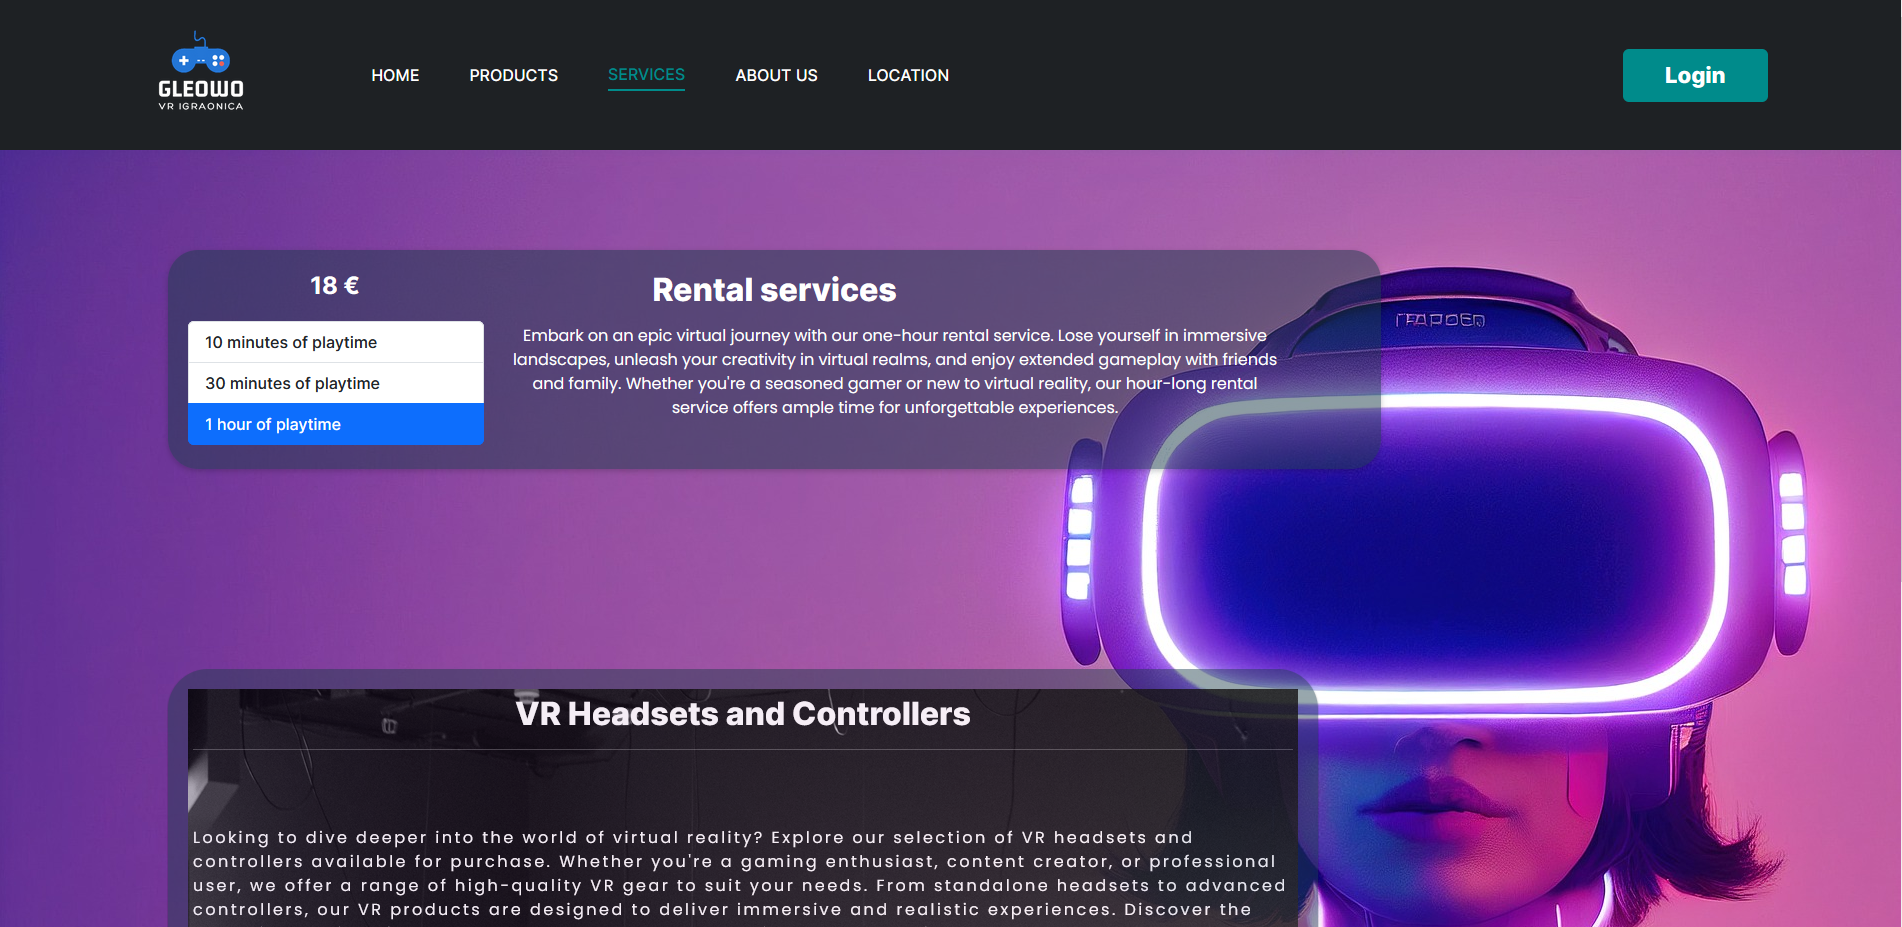 GLEOWO
VR IGRAONICA
HOME
PRODUCTS
SERVICES
ABOUT US
LOCATION
Login
18 €
10 minutes of playtime
30 minutes of playtime
1 hour of playtime
Rental services
Embark on an epic virtual journey with our one-hour rental service. Lose yourself in immersive
landscapes, unleash your creativity in virtual realms, and enjoy extended gameplay with friends
and family. Whether you're a seasoned gamer or new to virtual reality, our hour-long rental
service offers ample time for unforgettable experiences.
VR Headsets and Controllers
Looking to dive deeper into the world of virtual reality? Explore our selection of VR headsets and
controllers available for purchase. Whether you're a gaming enthusiast, content creator, or professional
user, we offer a range of high-quality VR gear to suit your needs. From standalone headsets to advanced
controllers, our VR products are designed to deliver immersive and realistic experiences. Discover the